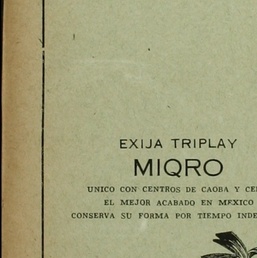 EXIJA TRIPLAY
MIQRO
UNICO CON CENTROS DE CAOBA Y
EL MEJOR ACABADO EN MEXICO
CONSERVA SU FORMA POR TIEMPO